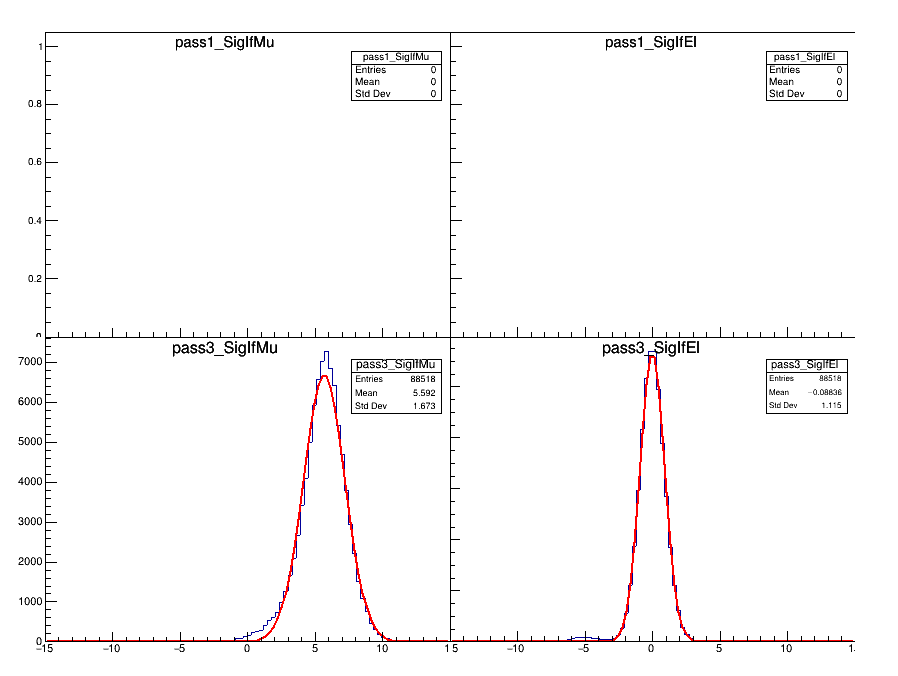 pass1_SigIfMu
pass1_SigIfMu
Entries 0
Mean 0
Std Dev 0
1
0.8
0.6
0.4
0.2
−15 −10 −5 0 5 10
pass1_SigIfEl
pass1_SigIfEl
Entries 0
Mean 0
Std Dev 0
−10 −5 0 5 10
pass3_SigIfMu
pass3_SigIfMu
Entries 88518
Mean 5.592
Std Dev 1.673
7000
6000
5000
4000
3000
2000
1000
0
pass3_SigIfEl
pass3_SigIfEl
Entries 88518
Mean −0.08836
Std Dev 1.115